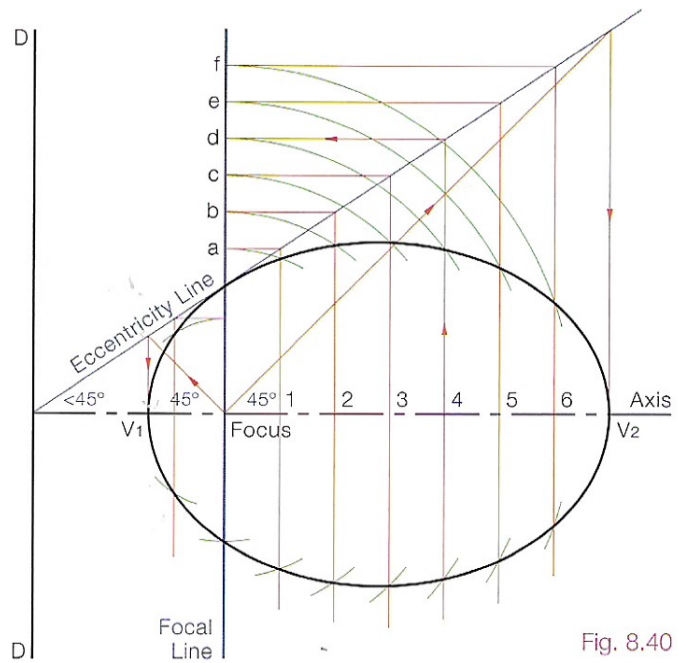 D
f
e
d
c
b
a
Eccentricity Line
<45° 45° 45° 1 2 3 4 5 6 Axis
V1 Focus V2
Focal
Line
D
Fig. 8.40